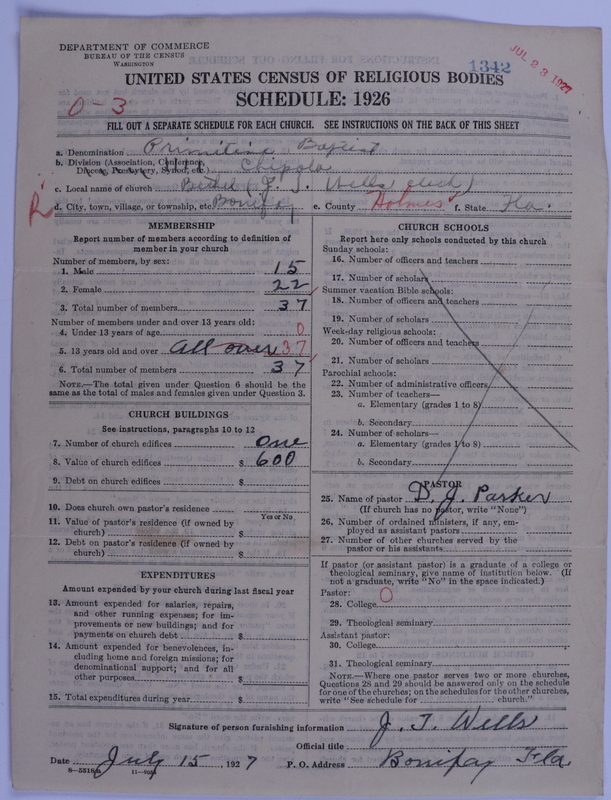 DEPARTMENT OF COMMERCE
BUREAU OF THE CENSUS
WASHINGTON
1342
JUL 23 1927
UNITED STATES CENSUS OF RELIGIOUS BODIES
SCHEDULE: 1926
0-3
FILL OUT A SEPARATE SCHEDULE FOR EACH CHURCH. SEE INSTRUCTIONS ON THE BACK OF THIS SHEET
a. Denomination Primitive Baptist
b. Division (Association, Conference, Diocese, Presbytery, Synod, etc.) Chipola
c. Local name of church Bethel (J. T. Wells clerk)
d. City, town, village, or township, etc. Bonifay e. County Holmes f. State Fla.
R
MEMBERSHIP
Report number of members according to definition of
member in your church
Number of members, by sex:
1. Male 15
2. Female 22
3. Total number of members 37
Number of members under and over 13 years old:
4. Under 13 years of age 0
5. 13 years old and over all over 37
6. Total number of members 37
NOTE.—The total given under Question 6 should be the
same as the total of males and females given under Question 3.
CHURCH BUILDINGS
See instructions, paragraphs 10 to 12
7. Number of church edifices one
8. Value of church edifices $ 600
9. Debt on church edifices $
10. Does church own pastor's residence
Yes or No
11. Value of pastor's residence (if owned by
church) $
12. Debt on pastor's residence (if owned by
church) $
EXPENDITURES
Amount expended by your church during last fiscal year
13. Amount expended for salaries, repairs,
and other running expenses; for im-
provements or new buildings; and for
payments on church debt $
14. Amount expended for benevolences, in-
cluding home and foreign missions; for
denominational support; and for all
other purposes $
15. Total expenditures during year $
CHURCH SCHOOLS
Report here only schools conducted by this church
Sunday schools:
16. Number of officers and teachers
17. Number of scholars
Summer vacation Bible schools:
18. Number of officers and teachers
19. Number of scholars
Week-day religious schools:
20. Number of officers and teachers
21. Number of scholars
Parochial schools:
22. Number of administrative officers
23. Number of teachers—
a. Elementary (grades 1 to 8)
b. Secondary
24. Number of scholars—
a. Elementary (grades 1 to 8)
b. Secondary
PASTOR
25. Name of pastor D. J. Parker
(If church has no pastor, write "None")
26. Number of ordained ministers, if any, em-
ployed as assistant pastors
27. Number of other churches served by the
pastor or his assistants
If pastor (or assistant pastor) is a graduate of a college or
theological seminary, give name of institution below. (If
not a graduate, write "No" in the space indicated.)
Pastor: 0
28. College
29. Theological seminary
Assistant pastor:
30. College
31. Theological seminary
NOTE.—Where one pastor serves two or more churches,
Questions 28 and 29 should be answered only on the schedule
for one of the churches; on the schedules for the other churches,
write "See schedule for church."
Signature of person furnishing information J. T. Wells
Official title
Date July 15, 1927 P. O. Address Bonifay Fla
11-9054